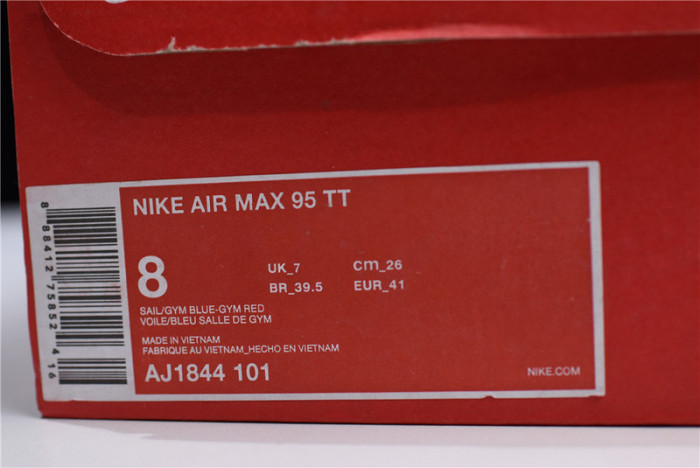 NIKE AIR MAX 95 TT
8
UK_7 cm_26
BR_39.5 EUR_41
SAIL/GYM BLUE-GYM RED
VOILE/BLEU SALLE DE GYM
MADE IN VIETNAM
FABRIQUE AU VIETNAM_HECHO EN VIETNAM
AJ1844 101
NIKE.COM
8 88412 75852 4 16